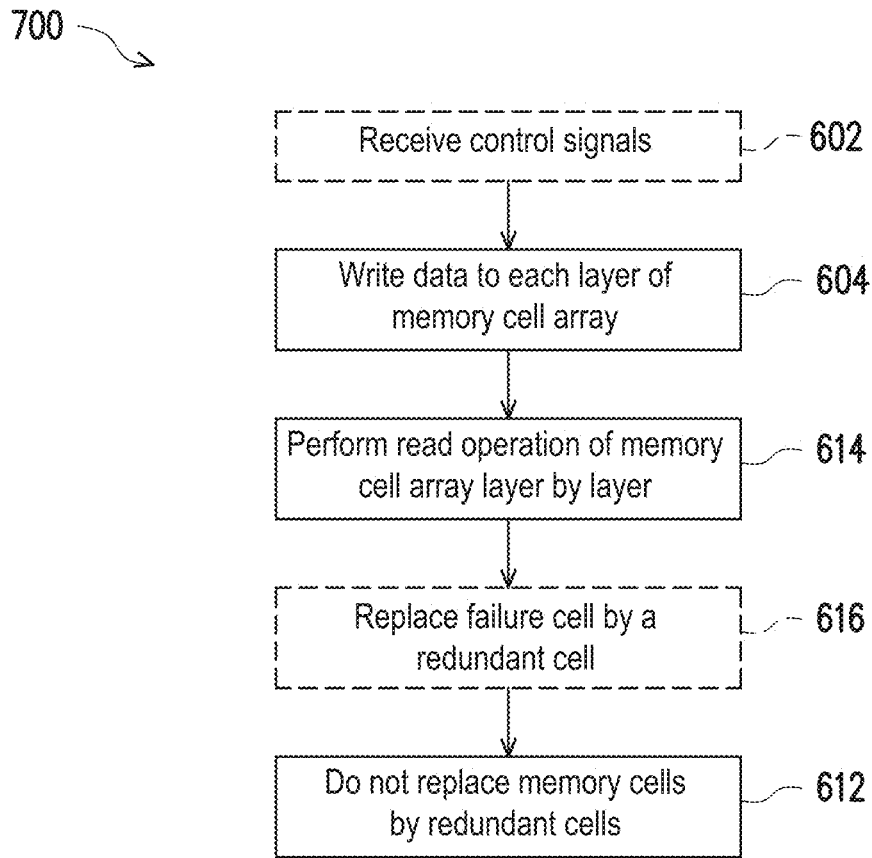 700
Receive control signals
602
Write data to each layer of
memory cell array
604
Perform read operation of memory
cell array layer by layer
614
Replace failure cell by a
redundant cell
616
Do not replace memory cells
by redundant cells
612